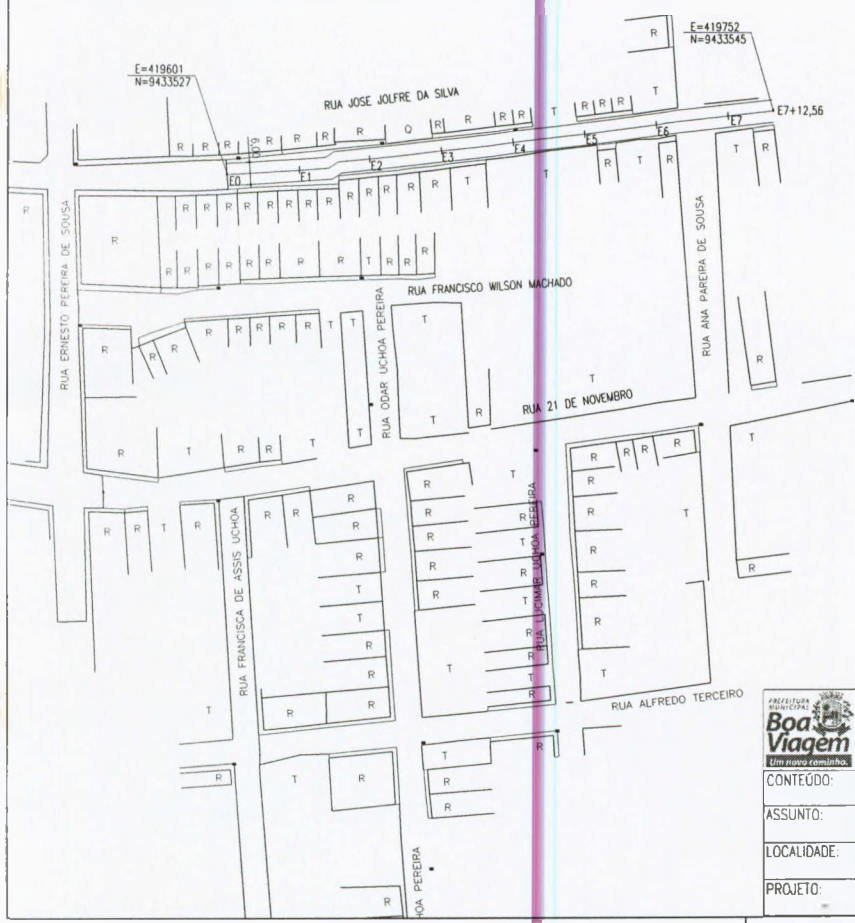 E=419752
N=9433545
E=419601
N=9433527
RUA JOSE JOLFRE DA SILVA
E7+12,56
6.00
E0
E1
E2
E3
E4
E5
E6
E7
R R R R R R R Q R R R R T R R R T R
R R R R R R R R R R R R R R T T R T R T R
R
R
R R R R R R R R T R R R
RUA ERNESTO PEREIRA DE SOUSA
RUA FRANCISCO WILSON MACHADO
RUA ODAR UCHOA PEREIRA
RUA ANA PAREIRA DE SOUSA
R R R R R R R R T T T T R
RUA 21 DE NOVEMBRO
R T R R T T T R T
R R T R
RUA FRANCISCA DE ASSIS UCHOA
R R R R R T T R R R
T R R
R R R R R T
RUA LUCIMAR UCHOA PEREIRA
T R T R T R R T R
R R R R R R R R R T T
R
RUA ALFREDO TERCEIRO
R T R T R R R
R
HOA PEREIRA
PREFEITURA
MUNICIPAL
Boa
Viagem
Um novo caminho.
CONTEÚDO:
ASSUNTO:
LOCALIDADE:
PROJETO: